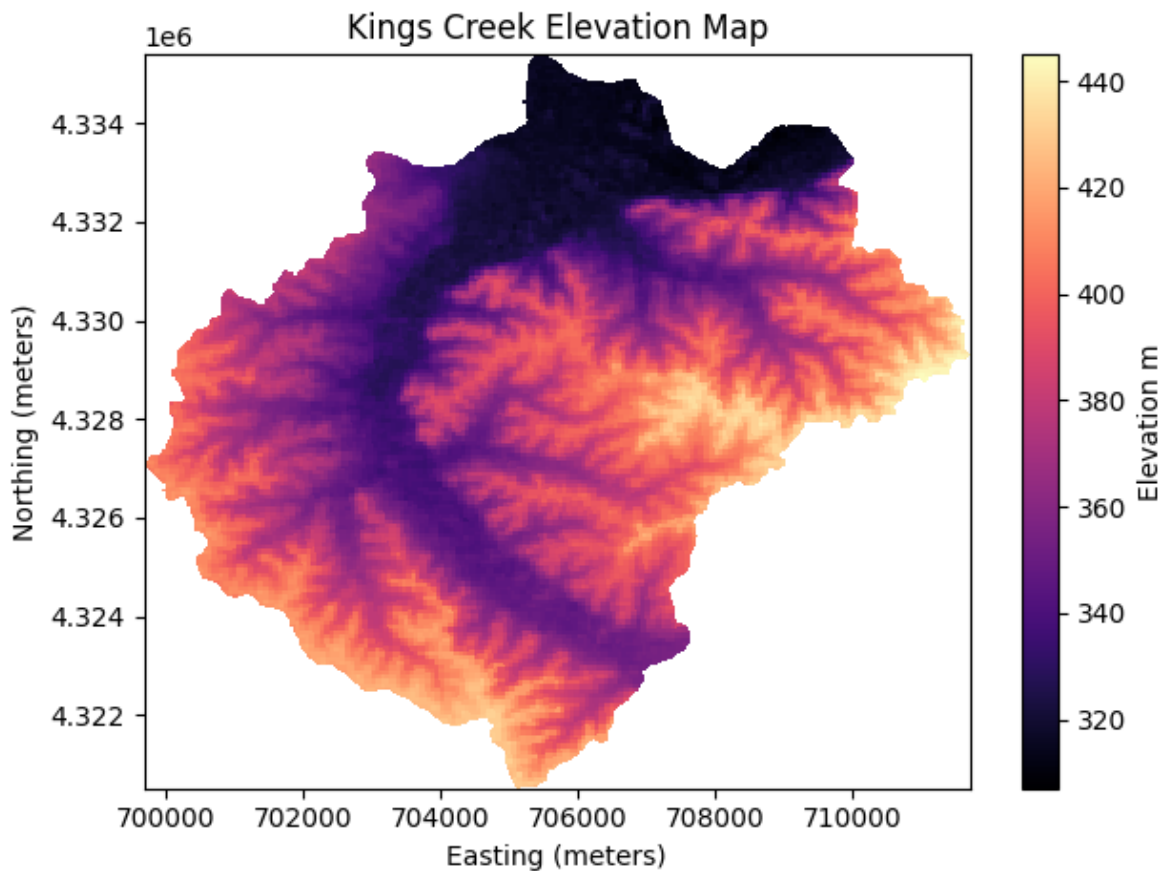 Kings Creek Elevation Map
1e6
4.334
4.332
4.330
4.328
4.326
4.324
4.322
Northing (meters)
700000 702000 704000 706000 708000 710000
Easting (meters)
440
420
400
380
360
340
320
Elevation m